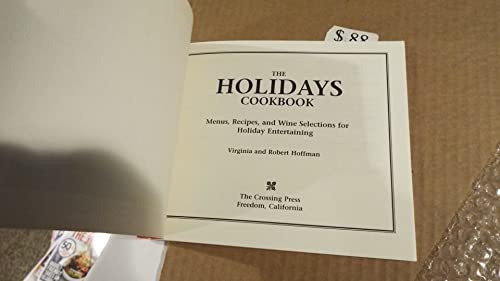 $.88
THE
HOLIDAYS
COOKBOOK
Menus, Recipes, and Wine Selections for
Holiday Entertaining
Virginia and Robert Hoffman
The Crossing Press
Freedom, California
50